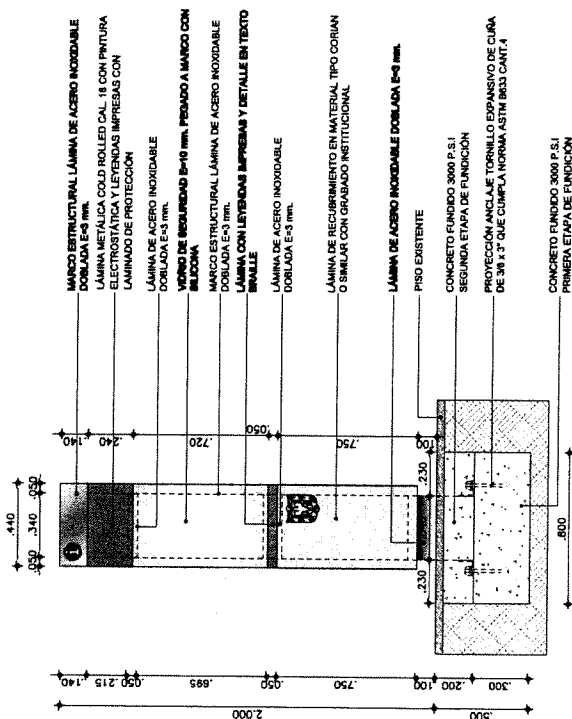 MARCO ESTRUCTURAL LÁMINA DE ACERO INOXIDABLE
DOBLADA E=3 mm.
LÁMINA METÁLICA COLD ROLLED CAL. 18 CON PINTURA
ELECTROSTÁTICA Y LEYENDAS IMPRESAS CON
LAMINADO DE PROTECCIÓN
LÁMINA DE ACERO INOXIDABLE
DOBLADA E=3 mm.
VIDRIO DE SEGURIDAD E=10 mm. PEGADO A MARCO CON
SILICONA
MARCO ESTRUCTURAL LÁMINA DE ACERO INOXIDABLE
DOBLADA E=3 mm.
LÁMINA CON LEYENDAS IMPRESAS Y DETALLE EN TEXTO
BRAILLE
LÁMINA DE ACERO INOXIDABLE
DOBLADA E=3 mm.
LÁMINA DE RECUBRIMIENTO EN MATERIAL TIPO CORIAN
O SIMILAR CON GRABADO INSTITUCIONAL
LÁMINA DE ACERO INOXIDABLE DOBLADA E=3 mm.
PISO EXISTENTE
CONCRETO FUNDIDO 3000 P.S.I
SEGUNDA ETAPA DE FUNDICIÓN
PROYECCIÓN ANCLAJE TORNILLO EXPANSIVO DE CUÑA
DE 3/8 x 3" QUE CUMPLA NORMA ASTM B633 CANT.4
CONCRETO FUNDIDO 3000 P.S.I
PRIMERA ETAPA DE FUNDICIÓN
.140
.240
.720
.050
.750
.100
.440
.050
.340
.050
.230
.230
.800
.140
.215
.050
.695
.050
.750
.100
.200
.300
2.000
.500